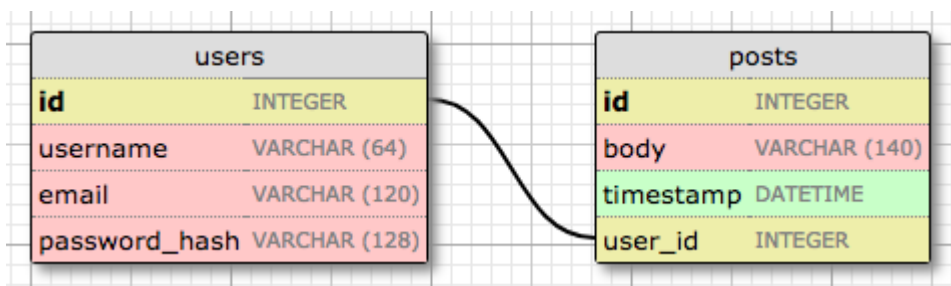 users
id INTEGER
username VARCHAR (64)
email VARCHAR (120)
password_hash VARCHAR (128)
posts
id INTEGER
body VARCHAR (140)
timestamp DATETIME
user_id INTEGER